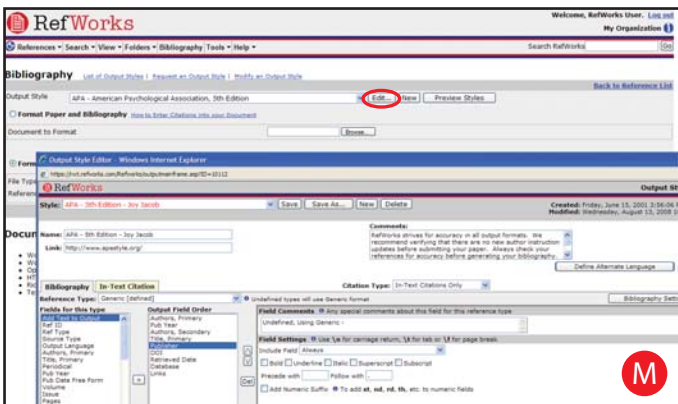 RefWorks
Welcome, RefWorks User. Log out
My Organization
References Search View Folders Bibliography Tools Help
Search RefWorks Go
Bibliography List of Output Styles | Request an Output Style | Modify an Output Style
Back to Reference List
Output Style APA - American Psychological Association, 5th Edition Edit... New Preview Styles
Format Paper and Bibliography How to Enter Citations into your Document
Document to Format Browse...
Form
File Type
Referen
Docum
Output Style Editor - Windows Internet Explorer
RefWorks
Output St
Style: APA - 5th Edition - Joy Jacob Save Save As... New Delete
Created: Friday, June 15, 2001 3:56:06
Modified: Wednesday, August 13, 2008
Name: APA - 5th Edition - Joy Jacob
Link: http://www.apastyle.org/
Comments:
RefWorks strives for accuracy in all output formats. We
recommend verifying that there are no new author instruction
updates before submitting your paper. Always check your
references for accuracy before generating your bibliography.
Define Alternate Language
Bibliography In-Text Citation
Citation Type: In-Text Citations Only
Reference Type: Generic [defined]
Undefined types will use Generic format
Bibliography Sett
Fields for this type
Add Text to Output
Ref ID
Ref Type
Source Type
Output Language
Authors, Primary
Title, Primary
Periodical
Pub Year
Pub Date Free Form
Volume
Issue
Pages
Output Field Order
Authors, Primary
Pub Year
Authors, Secondary
Title, Primary
Publisher
DOI
Retrieved Date
Database
Links
Del
Field Comments Any special comments about this field for this reference type
Undefined, Using Generic -
Field Settings Use \n for carriage return, \t for tab or \f for page break
Include Field Always
Bold Underline Italic Superscript Subscript
Precede with Follow with .
Add Numeric Suffix To add st, nd, rd, th, etc. to numeric fields
M